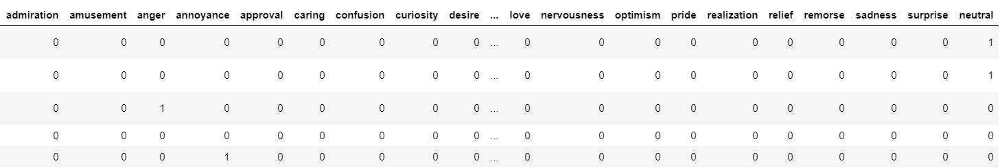 admiration amusement anger annoyance approval caring confusion curiosity desire ... love nervousness optimism pride realization relief remorse sadness surprise neutral
0 0 0 0 0 0 0 0 0 ... 0 0 0 0 0 0 0 0 0 1
0 0 0 0 0 0 0 0 0 ... 0 0 0 0 0 0 0 0 0 1
0 0 1 0 0 0 0 0 0 ... 0 0 0 0 0 0 0 0 0 0
0 0 0 0 0 0 0 0 0 ... 0 0 0 0 0 0 0 0 0 0
0 0 0 1 0 0 0 0 0 ... 0 0 0 0 0 0 0 0 0 0